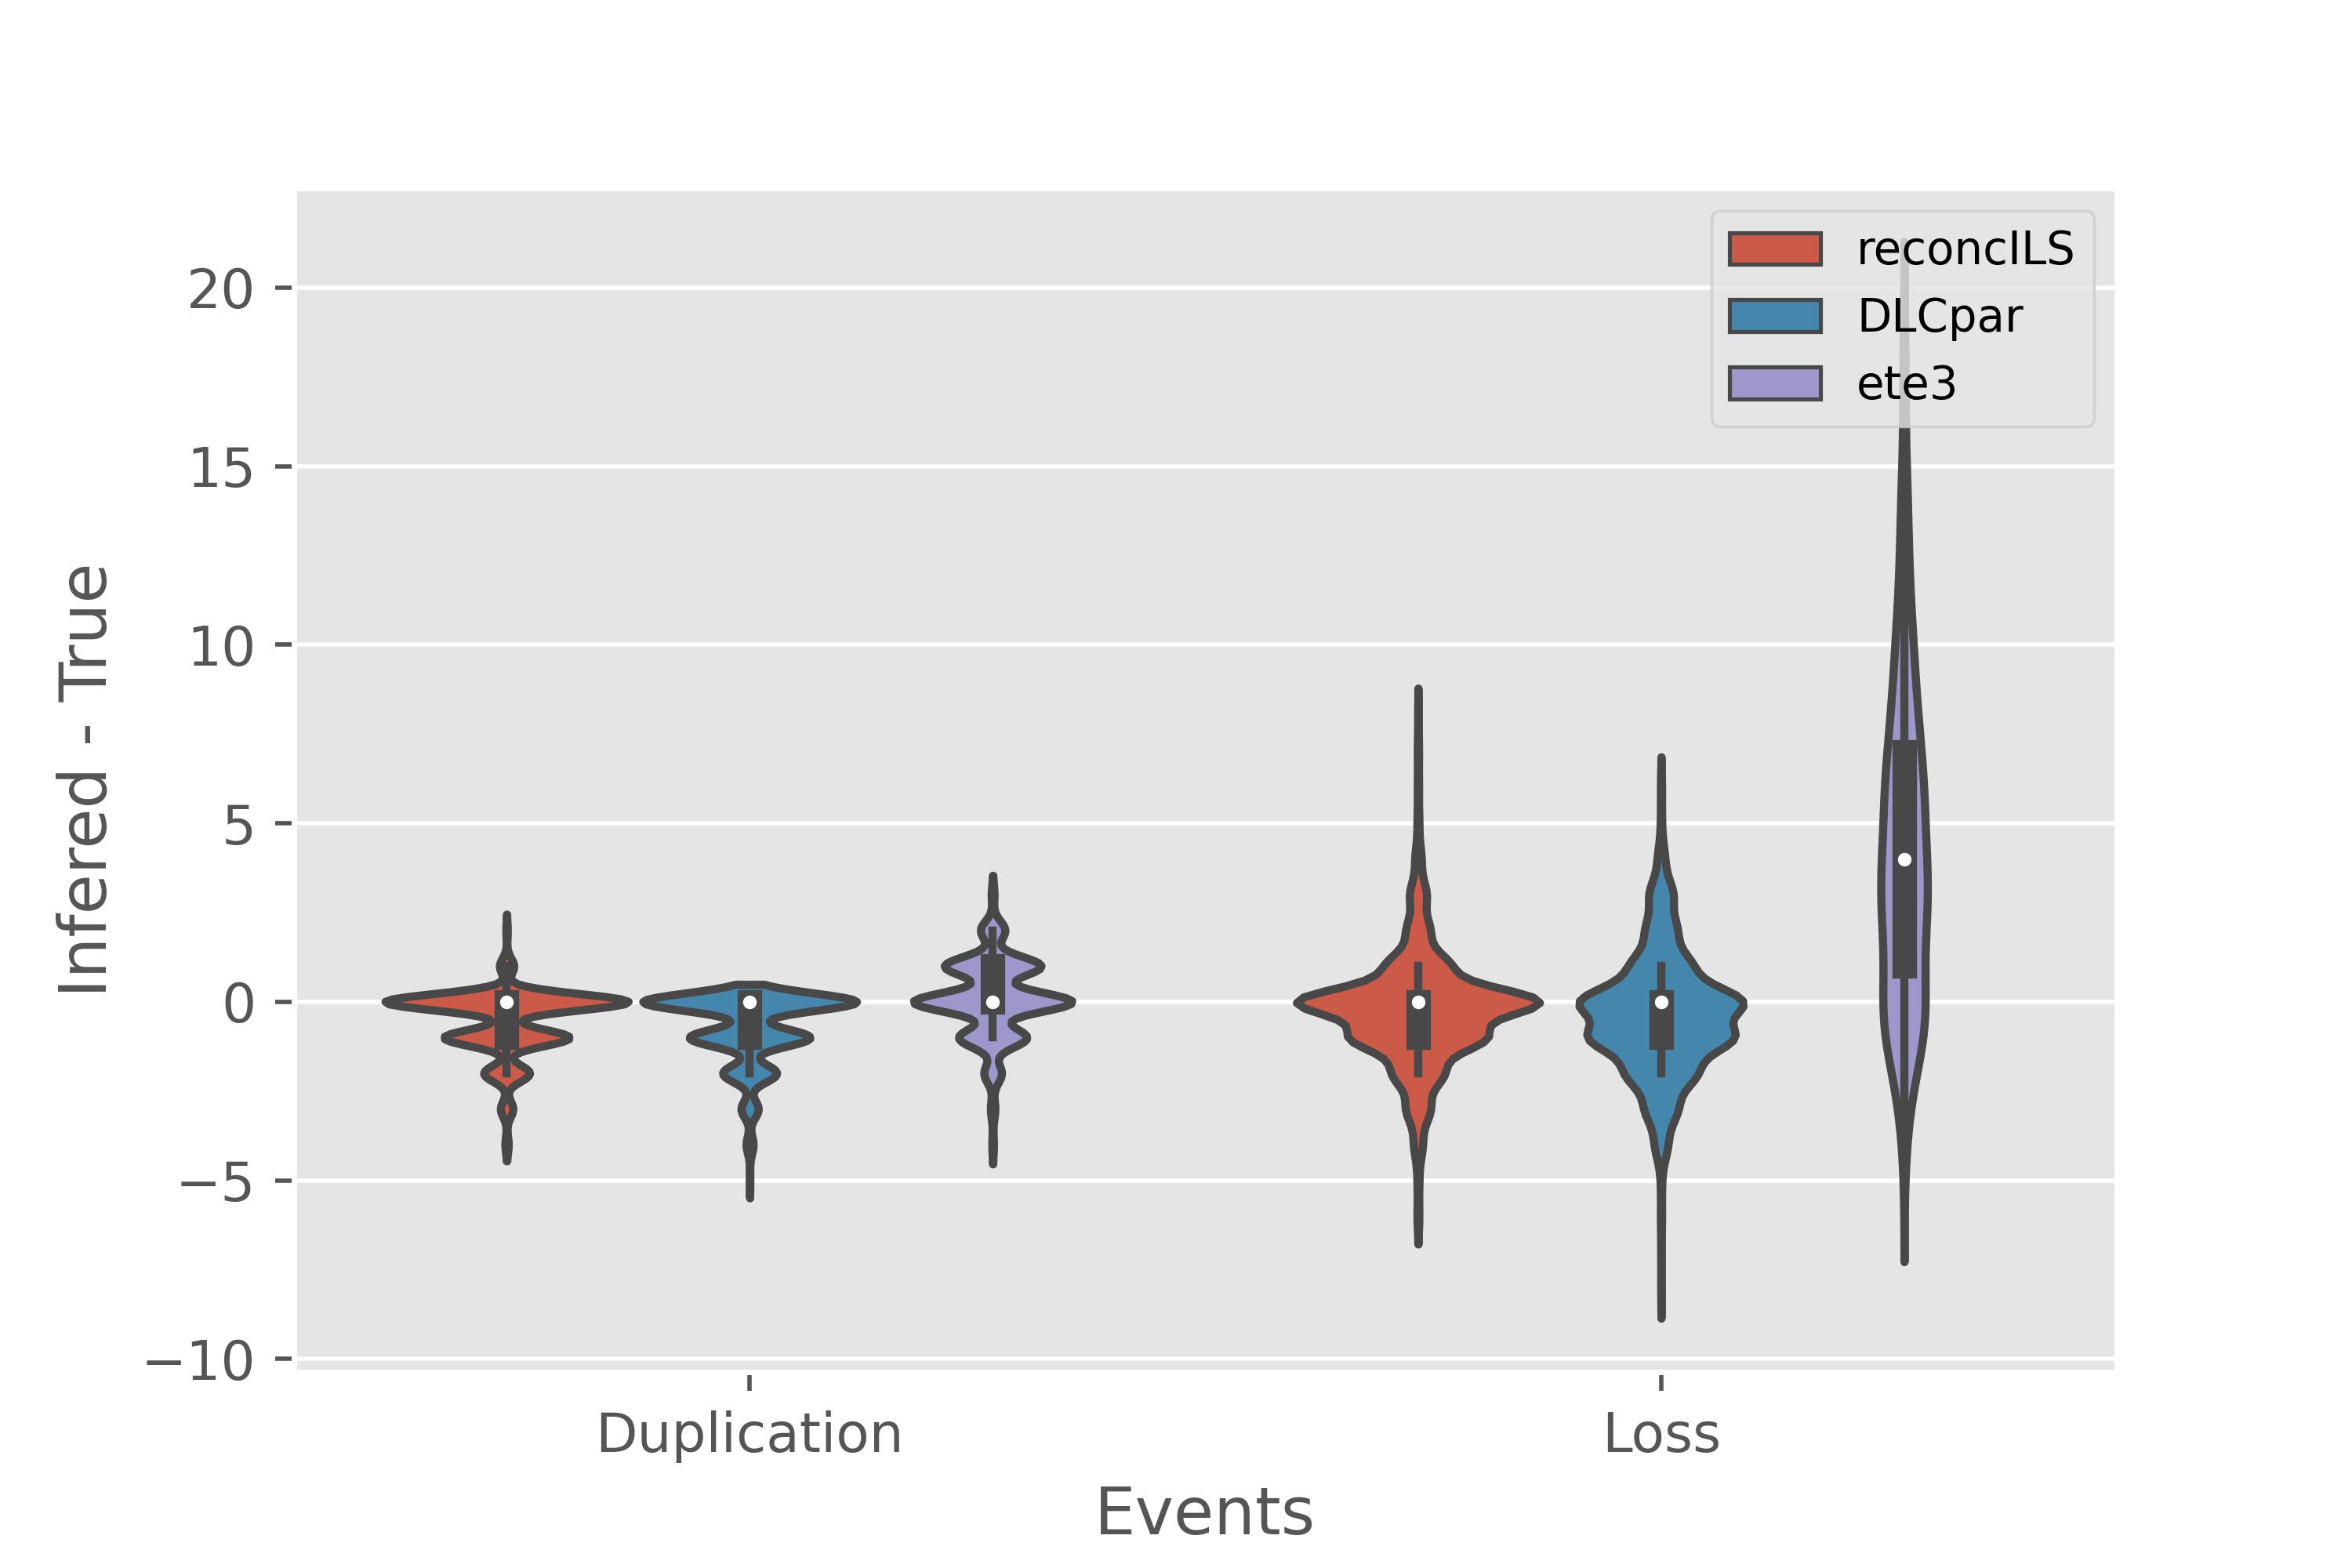 reconcILS
DLCpar
ete3
20
15
10
5
0
−5
−10
Infered - True
Duplication
Loss
Events